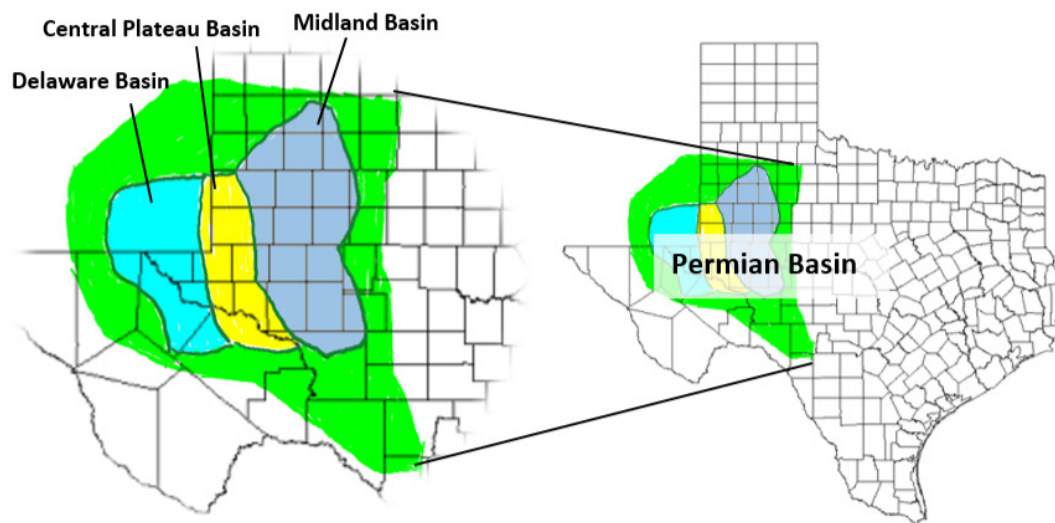 Midland Basin
Central Plateau Basin
Delaware Basin
Permian Basin